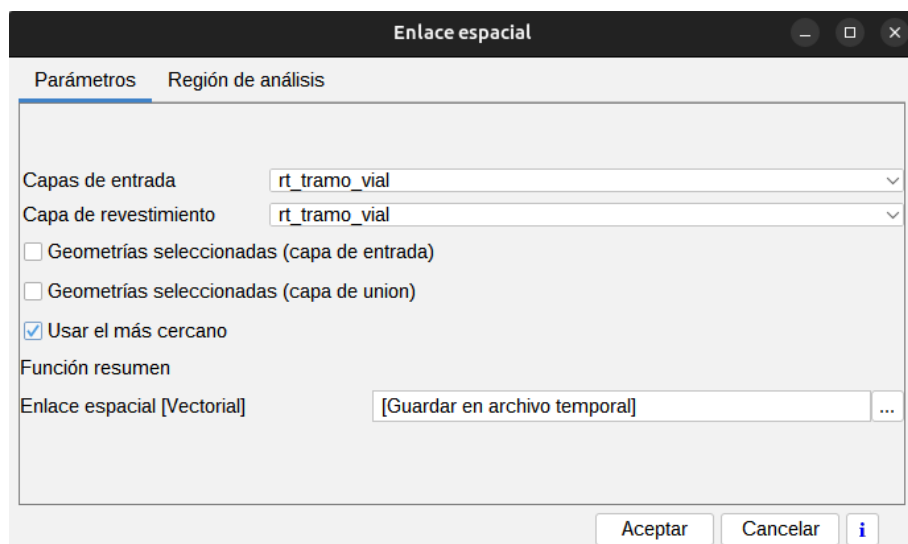 Enlace espacial
Parámetros Región de análisis
Capas de entrada rt_tramo_vial
Capa de revestimiento rt_tramo_vial
Geometrías seleccionadas (capa de entrada)
Geometrías seleccionadas (capa de union)
Usar el más cercano
Función resumen
Enlace espacial [Vectorial] [Guardar en archivo temporal] ...
Aceptar Cancelar i